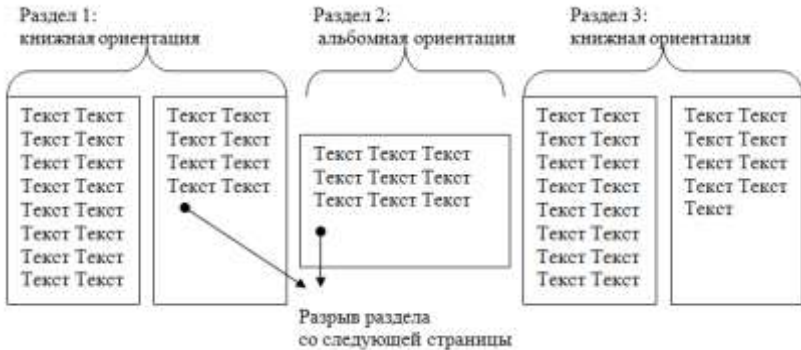 Раздел 1:
книжная ориентация
Раздел 2:
альбомная ориентация
Раздел 3:
книжная ориентация
Текст Текст
Текст Текст
Текст Текст
Текст Текст
Текст Текст
Текст Текст
Текст Текст
Текст Текст
Текст Текст
Текст Текст
Текст Текст
Текст Текст
Текст Текст Текст
Текст Текст Текст
Текст Текст Текст
Текст Текст
Текст Текст
Текст Текст
Текст Текст
Текст Текст
Текст Текст
Текст Текст
Текст Текст
Текст Текст
Текст Текст
Текст Текст
Текст Текст
Текст
Разрыв раздела
со следующей страницы